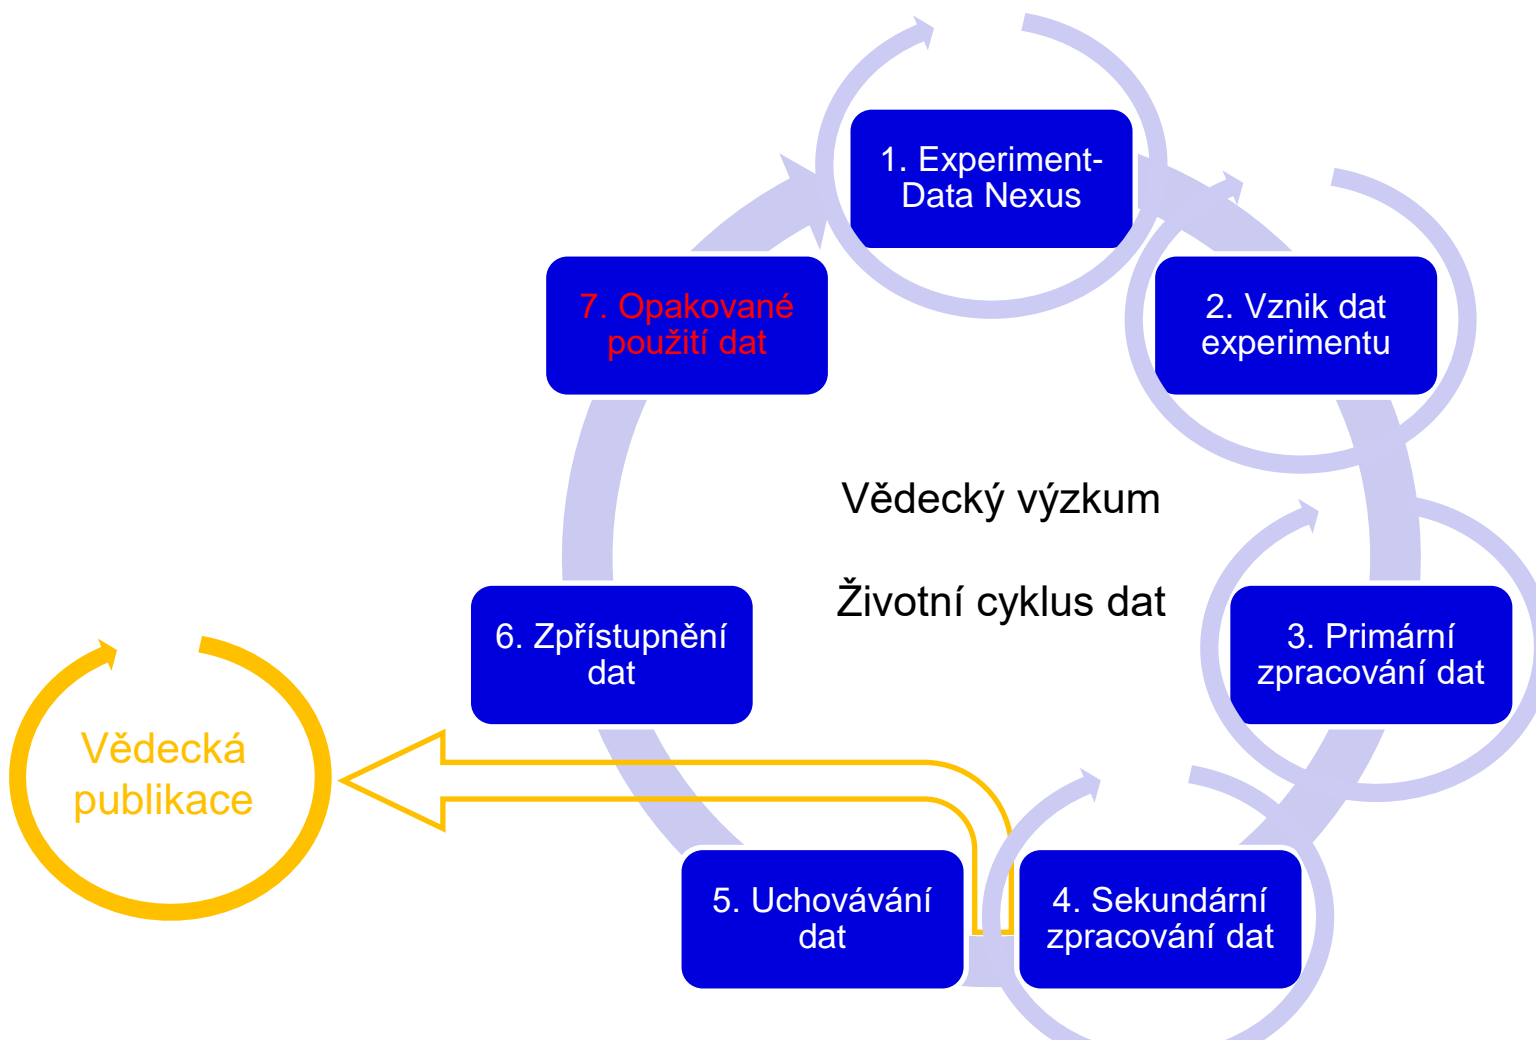 1. Experiment-
Data Nexus
2. Vznik dat
experimentu
3. Primární
zpracování dat
4. Sekundární
zpracování dat
5. Uchovávání
dat
6. Zpřístupnění
dat
7. Opakované
použití dat
Vědecký výzkum
Životní cyklus dat
Vědecká
publikace